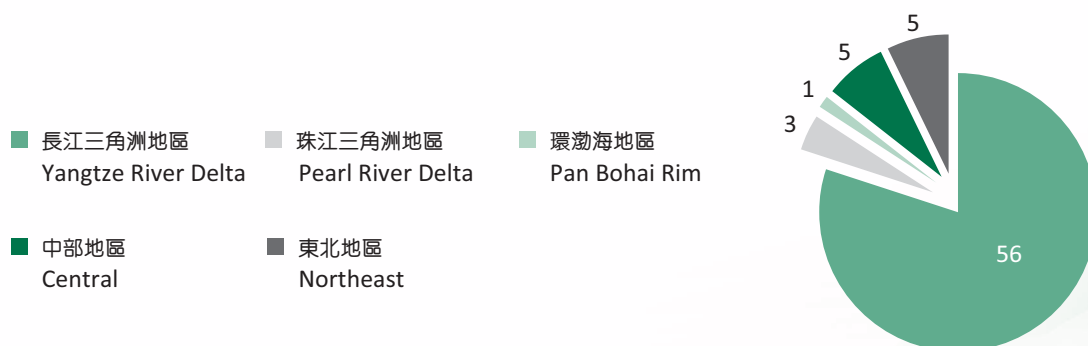 5
5
1
3
56
長江三角洲地區
Yangtze River Delta
珠江三角洲地區
Pearl River Delta
環渤海地區
Pan Bohai Rim
中部地區
Central
東北地區
Northeast